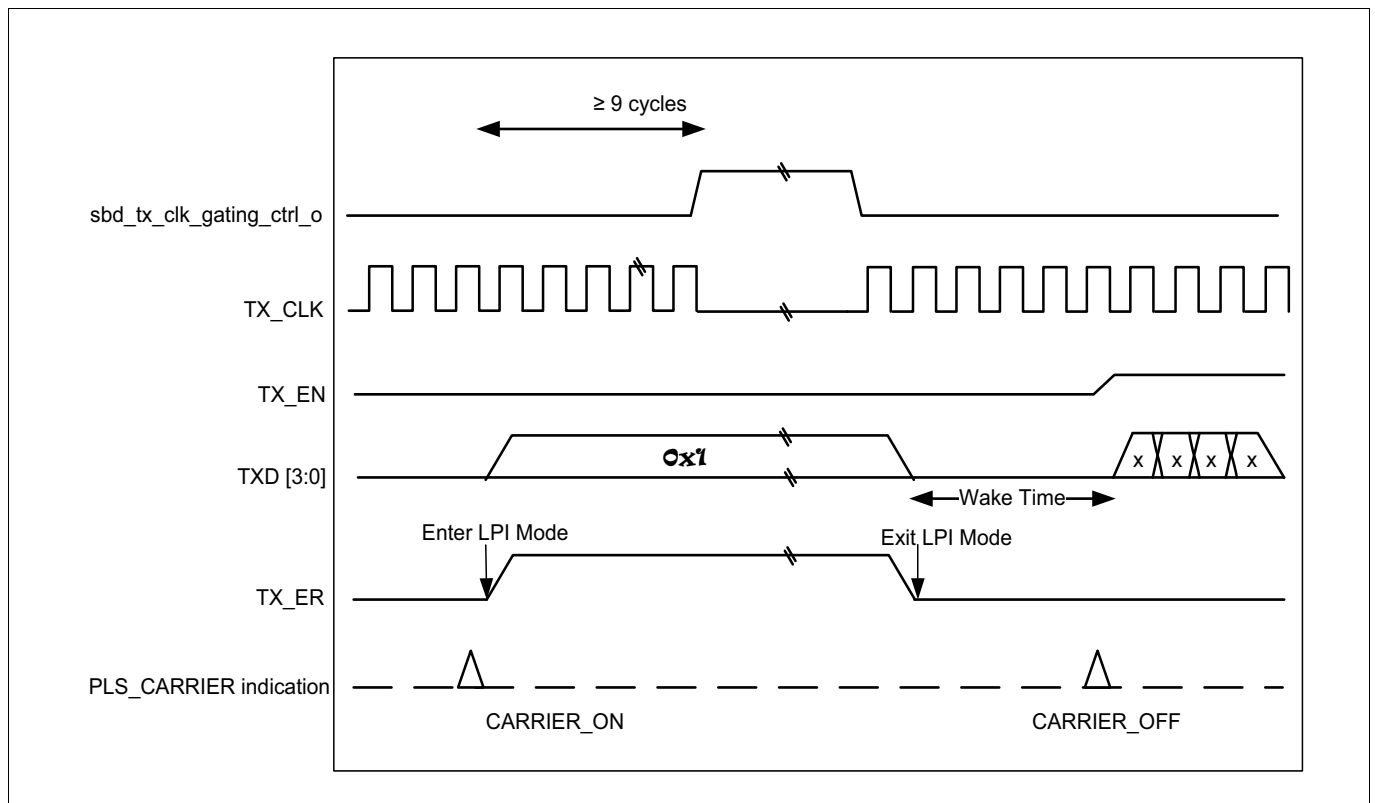 ≥ 9 cycles
sbd_tx_clk_gating_ctrl_o
TX_CLK
TX_EN
0x1
TXD [3:0]
x x x x
Wake Time
Enter LPI Mode
Exit LPI Mode
TX_ER
PLS_CARRIER indication
CARRIER_ON
CARRIER_OFF